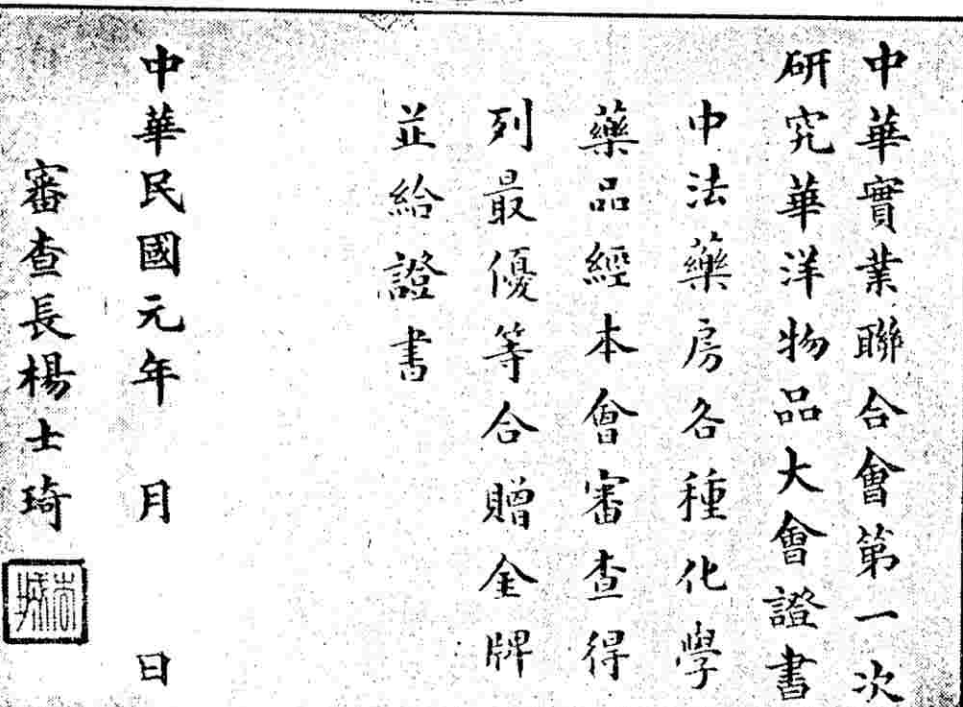 中華實業聯合會第一次
研究華洋物品大會證書
中法藥房各種化學
藥品經本會審查得
列最優等合贈金牌
並給證書
中華民國元年 月 日
審查長楊士琦